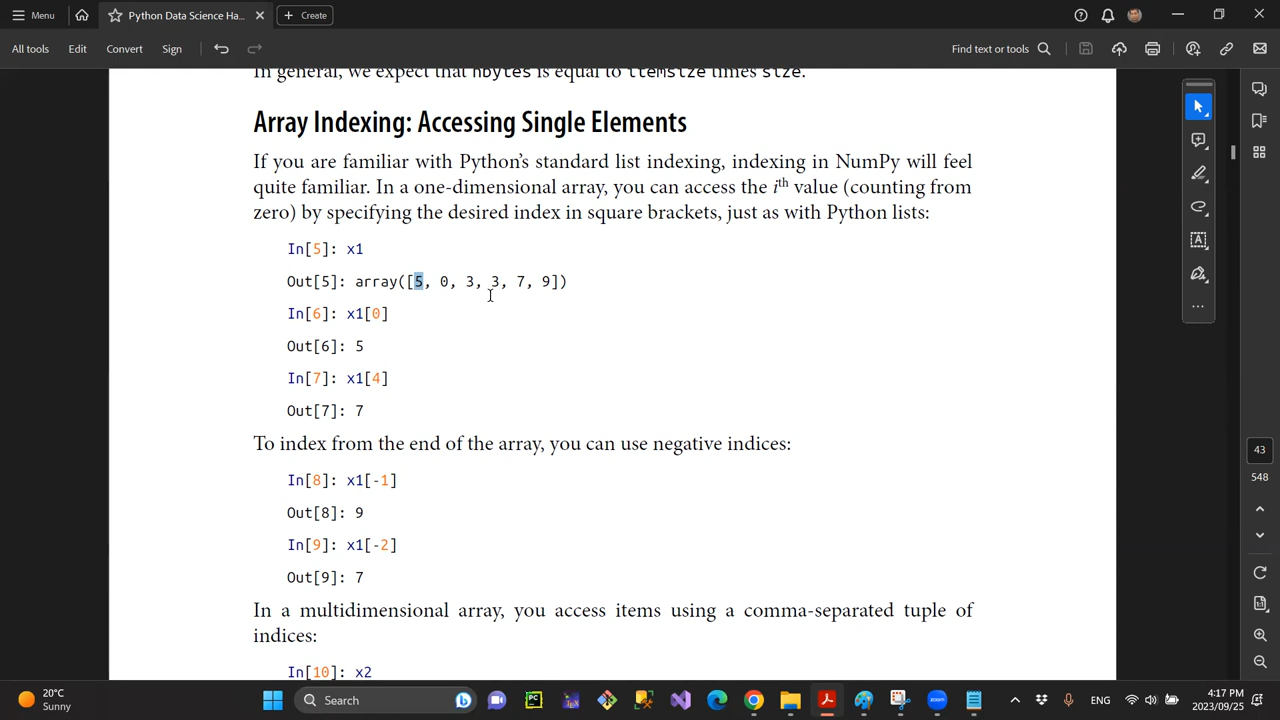 Menu
Python Data Science Ha...
Create
All tools
Edit
Convert
Sign
Find text or tools
In general, we expect that nbytes is equal to itemsize times size.
Array Indexing: Accessing Single Elements
If you are familiar with Python's standard list indexing, indexing in NumPy will feel
quite familiar. In a one-dimensional array, you can access the ith value (counting from
zero) by specifying the desired index in square brackets, just as with Python lists:
In[5]: x1
Out[5]: array([5, 0, 3, 3, 7, 9])
In[6]: x1[0]
Out[6]: 5
In[7]: x1[4]
Out[7]: 7
To index from the end of the array, you can use negative indices:
In[8]: x1[-1]
Out[8]: 9
In[9]: x1[-2]
Out[9]: 7
In a multidimensional array, you access items using a comma-separated tuple of
indices:
In[10]: x2
43
548
20°C
Sunny
Search
PC
zoom
ENG
4:17 PM
2023/09/25